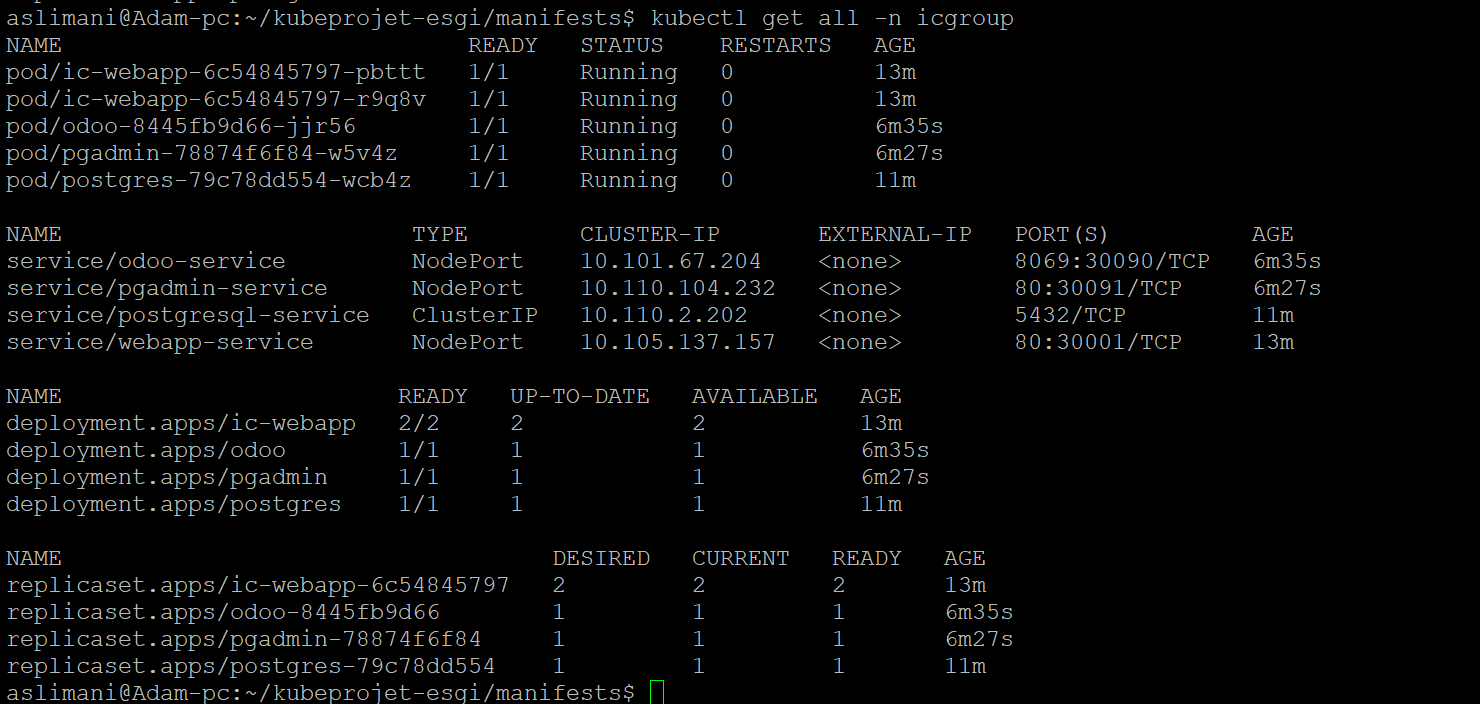 aslimani@Adam-pc:~/kubeprojet-esgi/manifests$ kubectl get all -n icgroup
NAME READY STATUS RESTARTS AGE
pod/ic-webapp-6c54845797-pbttt 1/1 Running 0 13m
pod/ic-webapp-6c54845797-r9q8v 1/1 Running 0 13m
pod/odoo-8445fb9d66-jjr56 1/1 Running 0 6m35s
pod/pgadmin-78874f6f84-w5v4z 1/1 Running 0 6m27s
pod/postgres-79c78dd554-wcb4z 1/1 Running 0 11m
NAME TYPE CLUSTER-IP EXTERNAL-IP PORT(S) AGE
service/odoo-service NodePort 10.101.67.204 <none> 8069:30090/TCP 6m35s
service/pgadmin-service NodePort 10.110.104.232 <none> 80:30091/TCP 6m27s
service/postgresql-service ClusterIP 10.110.2.202 <none> 5432/TCP 11m
service/webapp-service NodePort 10.105.137.157 <none> 80:30001/TCP 13m
NAME READY UP-TO-DATE AVAILABLE AGE
deployment.apps/ic-webapp 2/2 2 2 13m
deployment.apps/odoo 1/1 1 1 6m35s
deployment.apps/pgadmin 1/1 1 1 6m27s
deployment.apps/postgres 1/1 1 1 11m
NAME DESIRED CURRENT READY AGE
replicaset.apps/ic-webapp-6c54845797 2 2 2 13m
replicaset.apps/odoo-8445fb9d66 1 1 1 6m35s
replicaset.apps/pgadmin-78874f6f84 1 1 1 6m27s
replicaset.apps/postgres-79c78dd554 1 1 1 11m
aslimani@Adam-pc:~/kubeprojet-esgi/manifests$